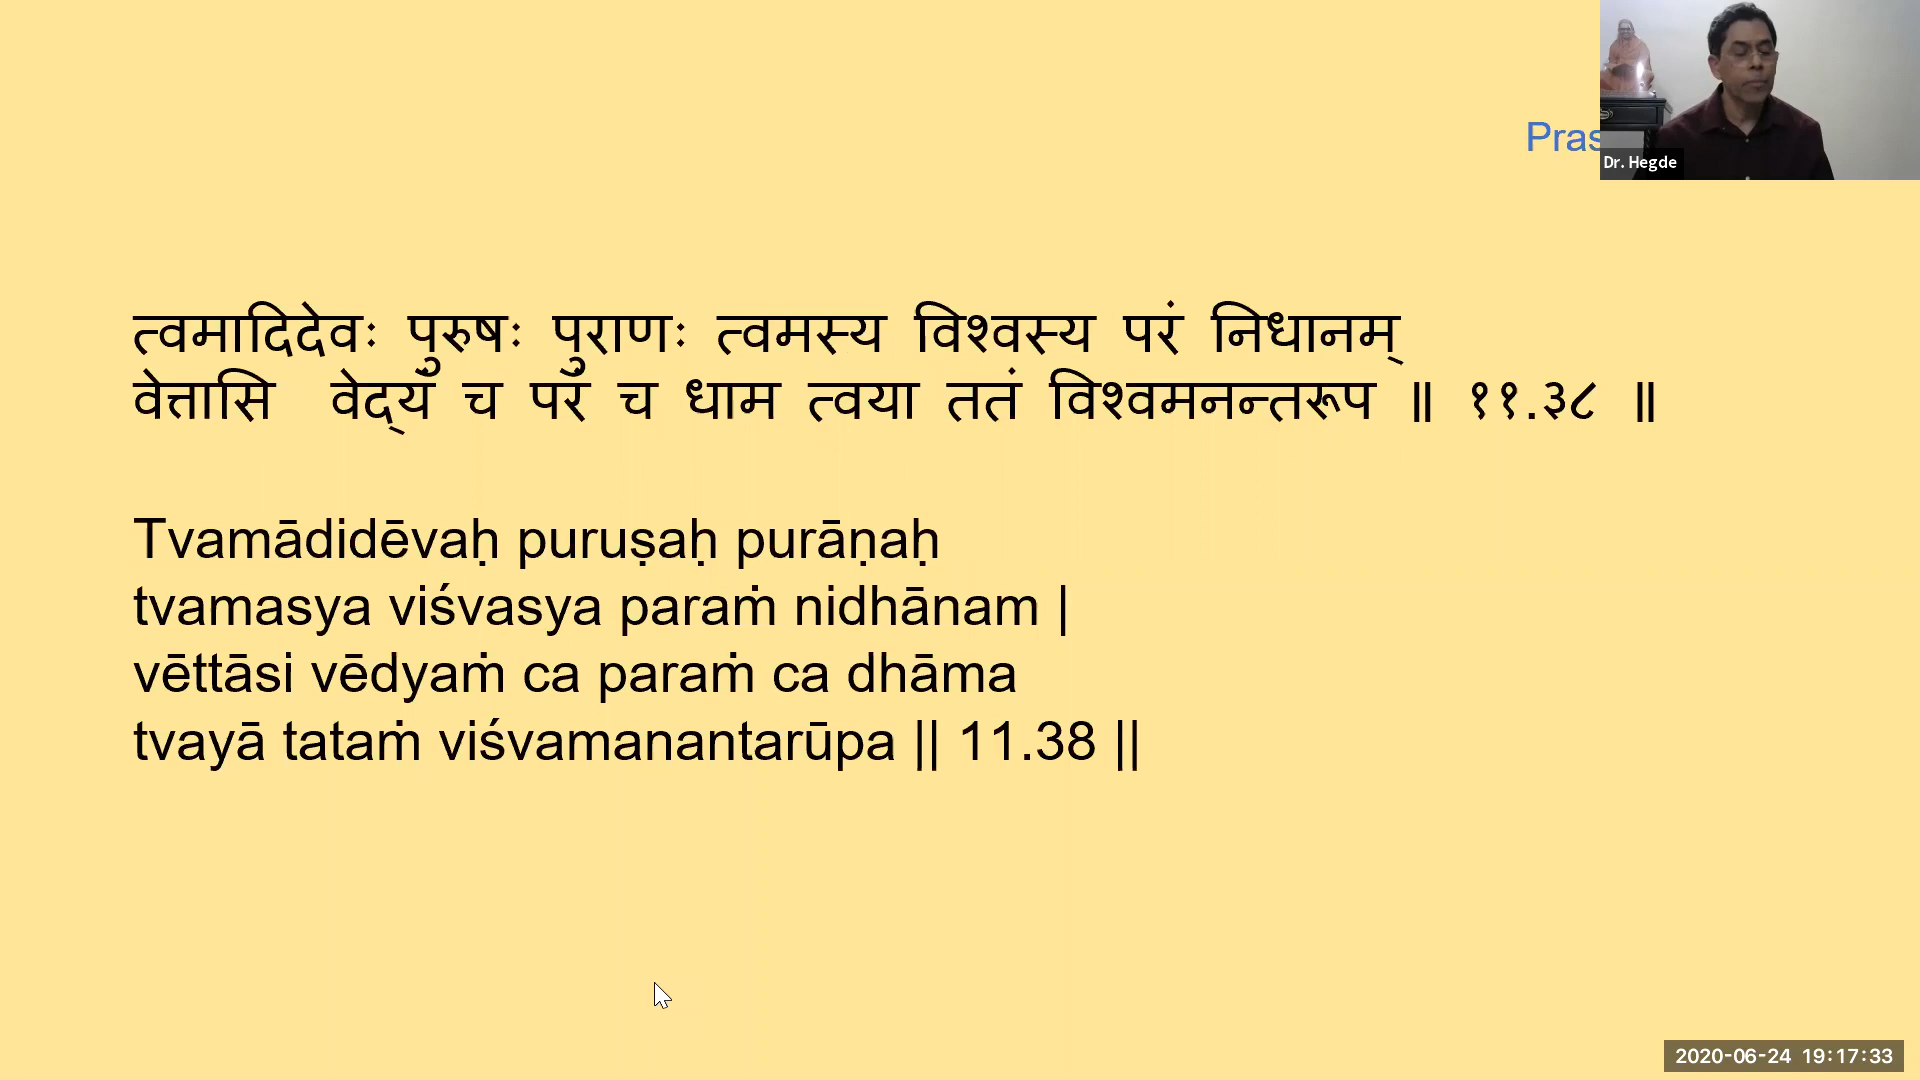 Pras
Dr. Hegde
त्वमादिदेवः पुरुषः पुराणः त्वमस्य विश्वस्य परं निधानम्
वेत्तासि वेद्यं च परं च धाम त्वया ततं विश्वमनन्तरूप ॥ ११.३८ ॥
Tvamādidēvaḥ puruṣaḥ purāṇaḥ
tvamasya viśvasya paraṁ nidhānam |
vēttāsi vēdyaṁ ca paraṁ ca dhāma
tvayā tataṁ viśvamanantarūpa || 11.38 ||
2020-06-24 19:17:33